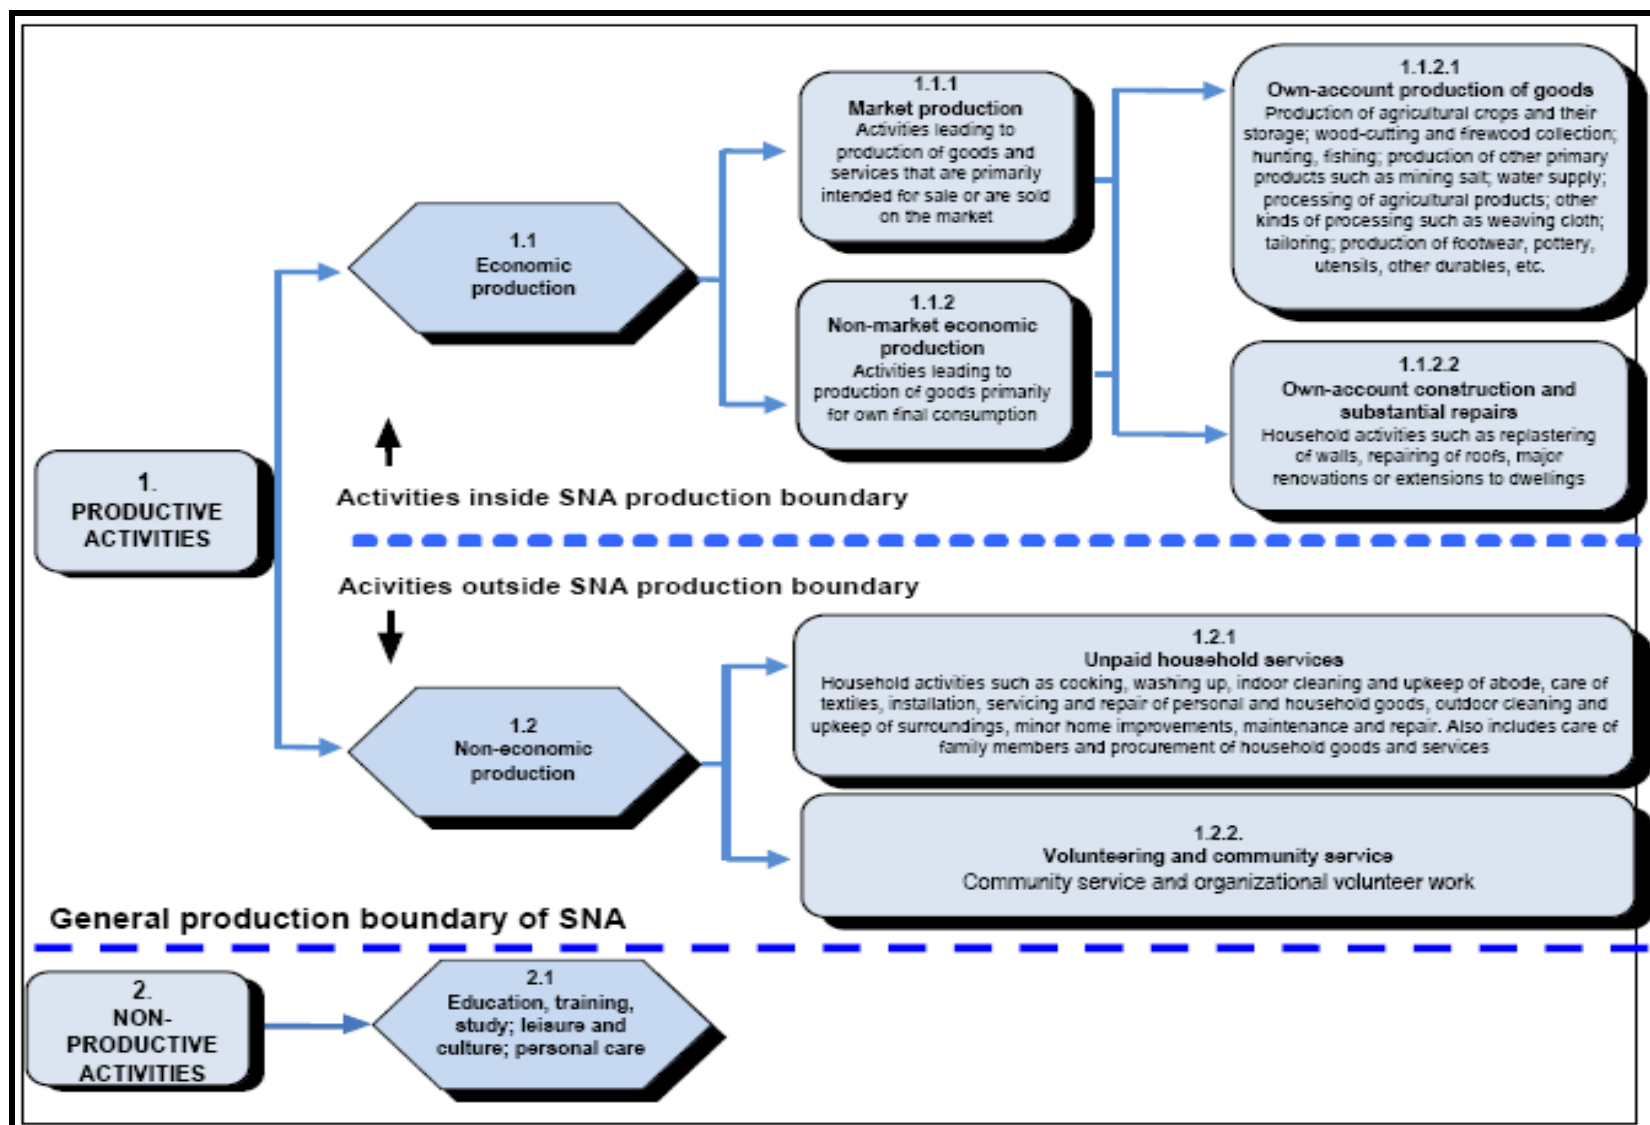 1.
PRODUCTIVE
ACTIVITIES
1.1
Economic
production
1.1.1
Market production
Activities leading to
production of goods and
services that are primarily
intended for sale or are sold
on the market
1.1.2
Non-market economic
production
Activities leading to
production of goods primarily
for own final consumption
1.1.2.1
Own-account production of goods
Production of agricultural crops and their
storage; wood-cutting and firewood collection;
hunting, fishing; production of other primary
products such as mining salt; water supply;
processing of agricultural products; other
kinds of processing such as weaving cloth;
tailoring; production of footwear, pottery,
utensils, other durables, etc.
1.1.2.2
Own-account construction and
substantial repairs
Household activities such as replastering
of walls, repairing of roofs, major
renovations or extensions to dwellings
Activities inside SNA production boundary
Acivities outside SNA production boundary
1.2
Non-economic
production
1.2.1
Unpaid household services
Household activities such as cooking, washing up, indoor cleaning and upkeep of abode, care of
textiles, installation, servicing and repair of personal and household goods, outdoor cleaning and
upkeep of surroundings, minor home improvements, maintenance and repair. Also includes care of
family members and procurement of household goods and services
1.2.2.
Volunteering and community service
Community service and organizational volunteer work
General production boundary of SNA
2.
NON-
PRODUCTIVE
ACTIVITIES
2.1
Education, training,
study; leisure and
culture; personal care